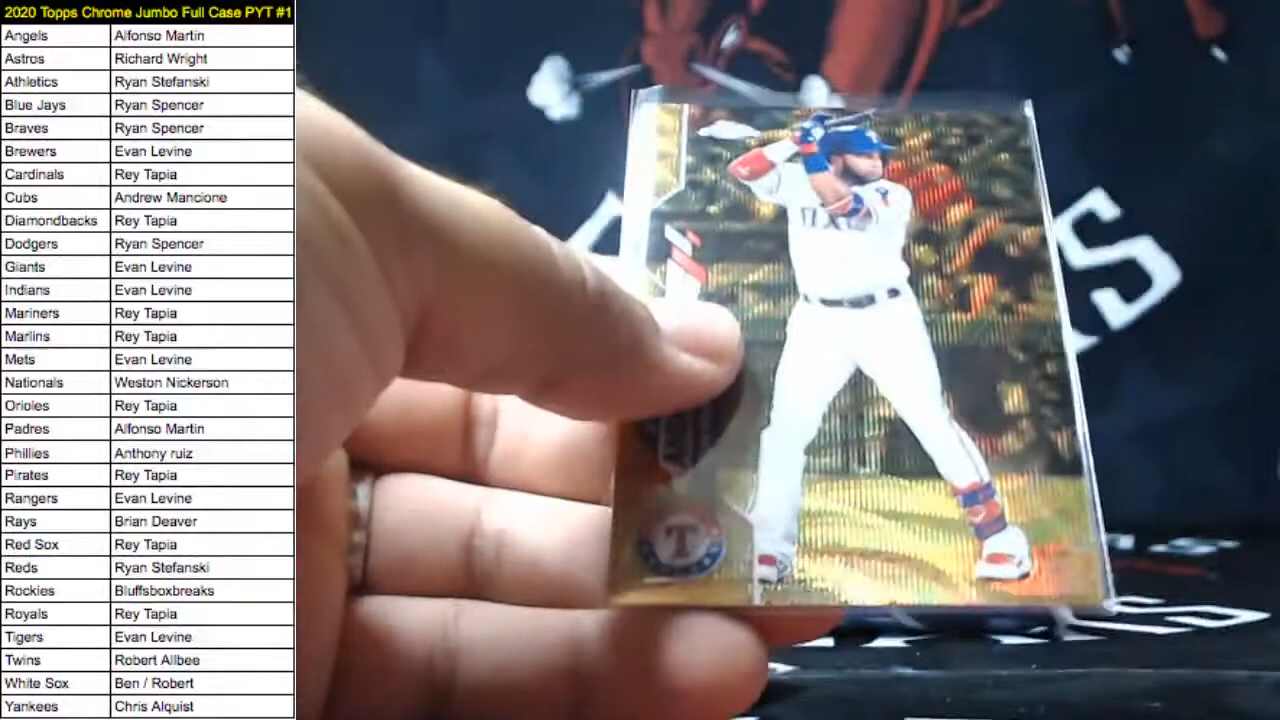 2020 Topps Chrome Jumbo Full Case PYT #1
Angels Alfonso Martin
Astros Richard Wright
Athletics Ryan Stefanski
Blue Jays Ryan Spencer
Braves Ryan Spencer
Brewers Evan Levine
Cardinals Rey Tapia
Cubs Andrew Mancione
Diamondbacks Rey Tapia
Dodgers Ryan Spencer
Giants Evan Levine
Indians Evan Levine
Mariners Rey Tapia
Marlins Rey Tapia
Mets Evan Levine
Nationals Weston Nickerson
Orioles Rey Tapia
Padres Alfonso Martin
Phillies Anthony ruiz
Pirates Rey Tapia
Rangers Evan Levine
Rays Brian Deaver
Red Sox Rey Tapia
Reds Ryan Stefanski
Rockies Bluffsboxbreaks
Royals Rey Tapia
Tigers Evan Levine
Twins Robert Allbee
White Sox Ben / Robert
Yankees Chris Alquist
T